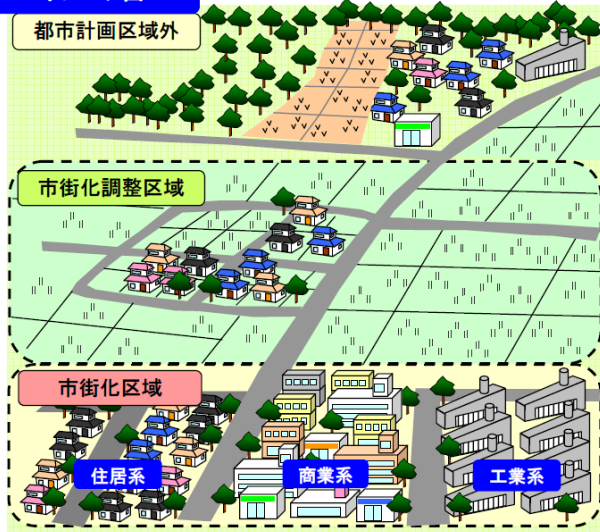 都市計画区域外
市街化調整区域
市街化区域
住居系
商業系
工業系